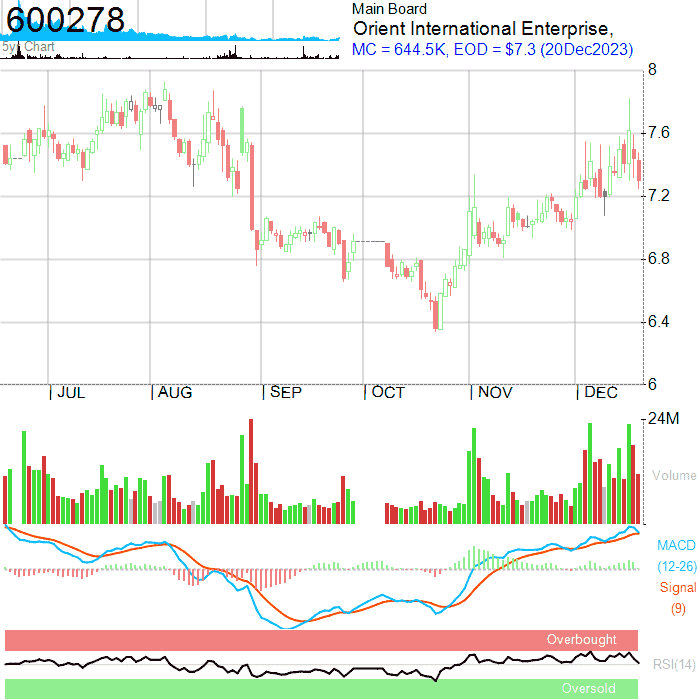 600278
5yr Chart
Main Board
Orient International Enterprise,
MC = 644.5K, EOD = $7.3 (20Dec2023)
8
7.6
7.2
6.8
6.4
6
JUL
AUG
SEP
OCT
NOV
DEC
24M
Volume
MACD
(12-26)
Signal
(9)
Overbought
RSI(14)
Oversold